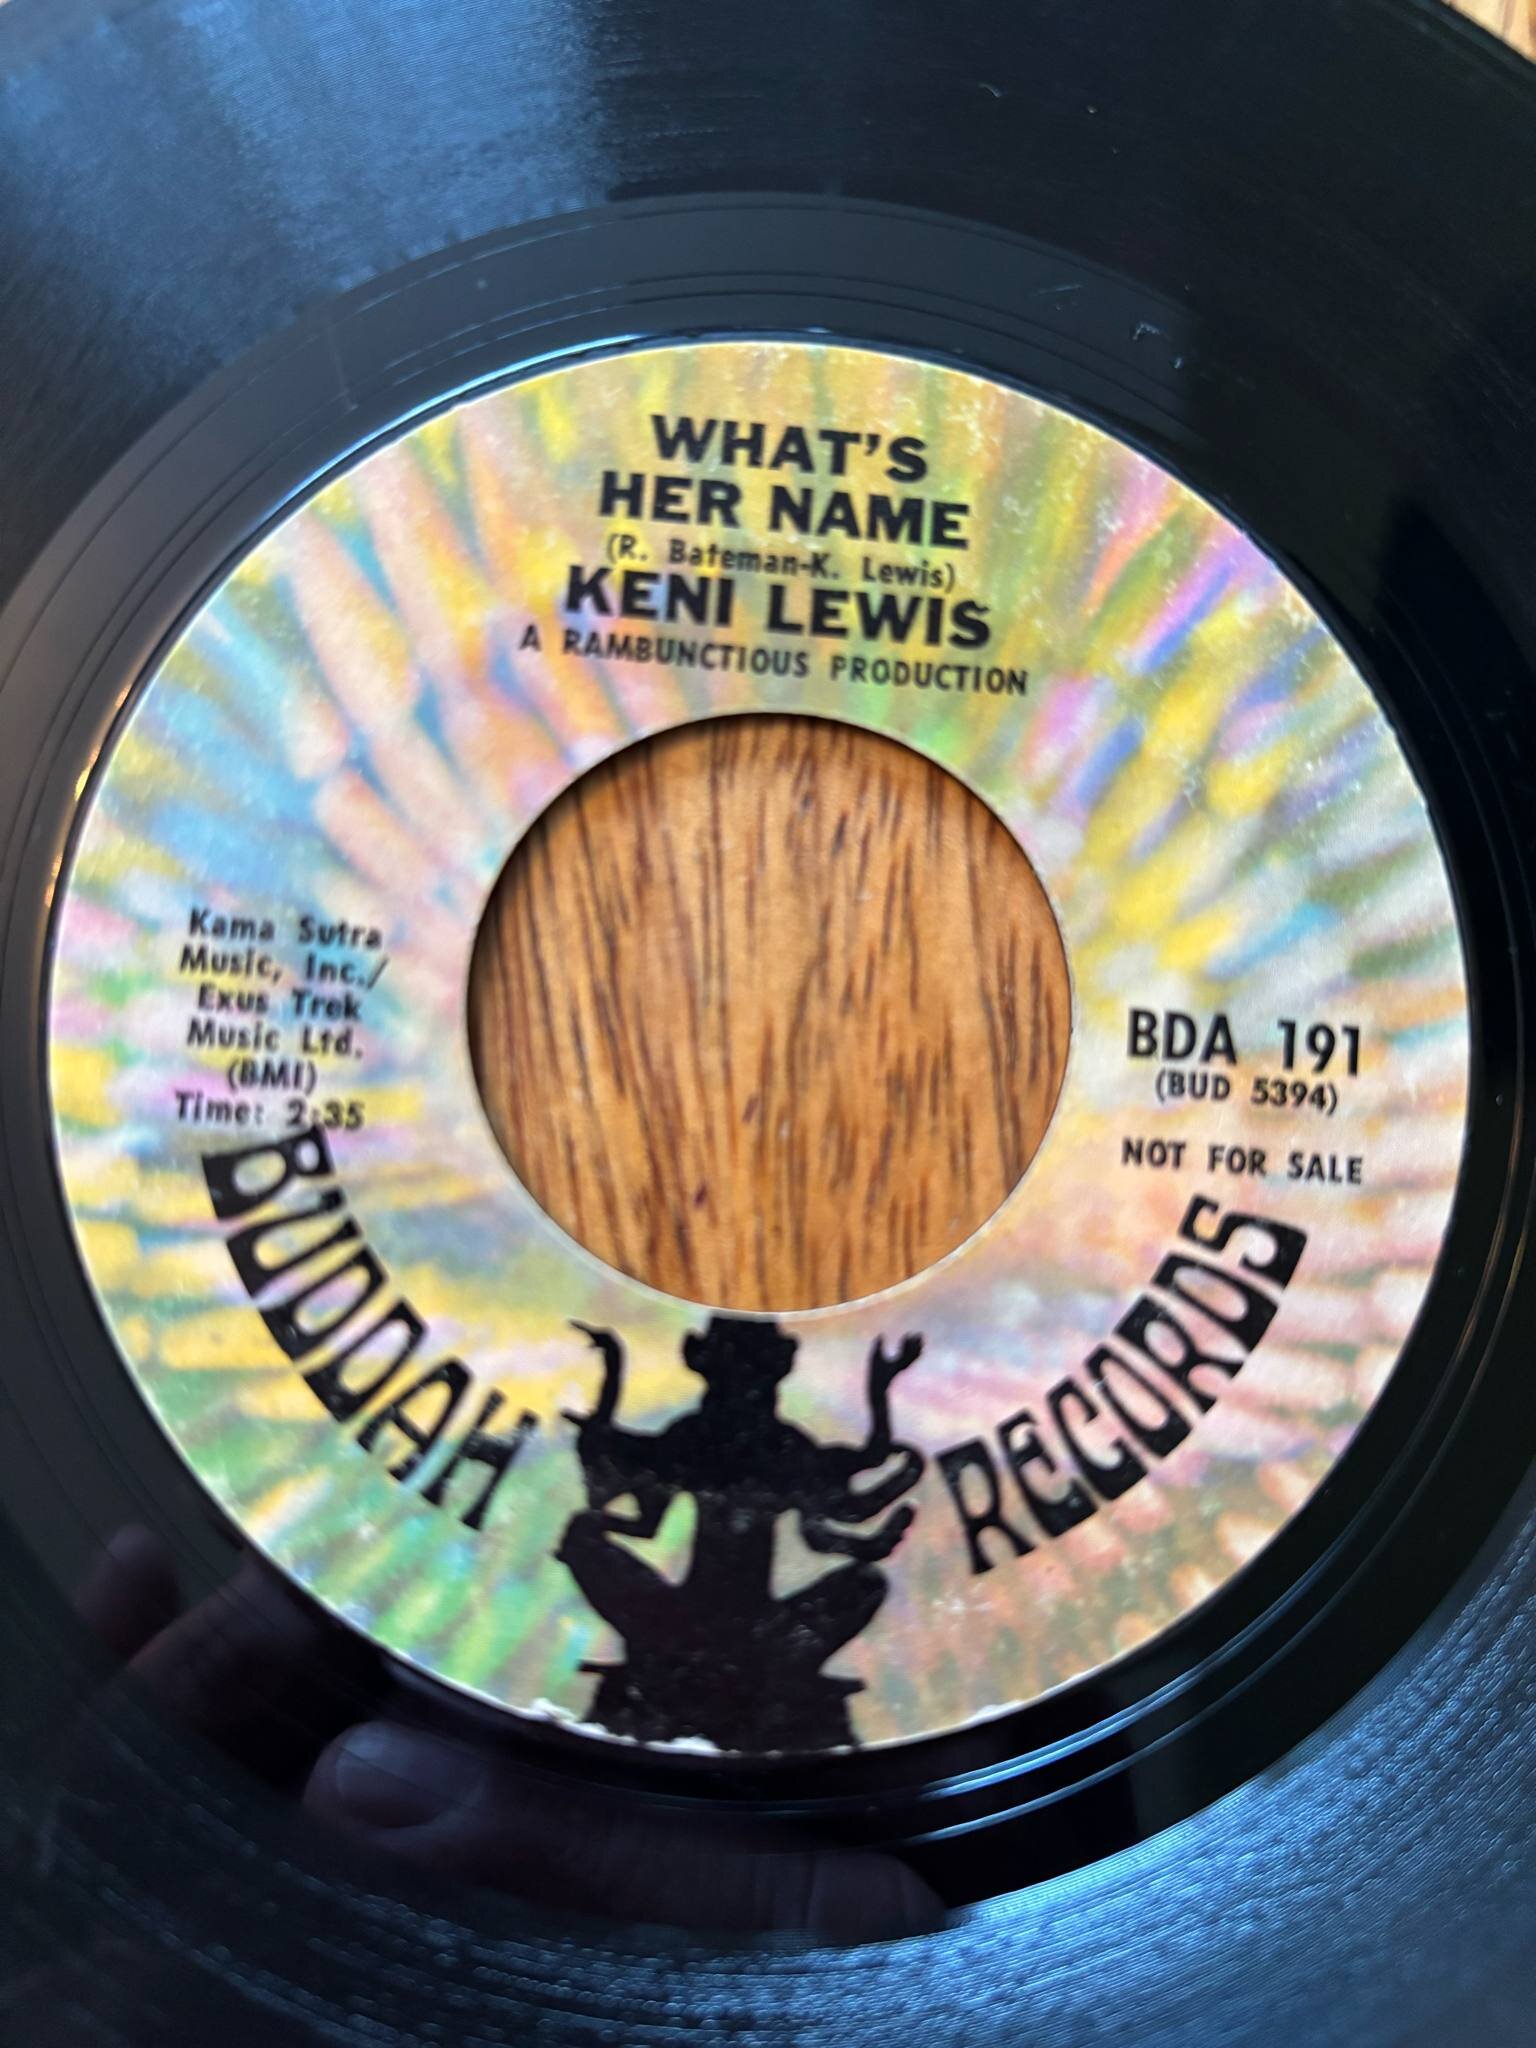 WHAT'S
HER NAME
(R. Bateman-K. Lewis)
KENI LEWIS
A RAMBUNCTIOUS PRODUCTION
Kama Sutra
Music, Inc./
Exus Trek
Music Ltd.
(BMI)
Time: 2:35
BDA 191
(BUD 5394)
NOT FOR SALE
BUDDAH RECORDS